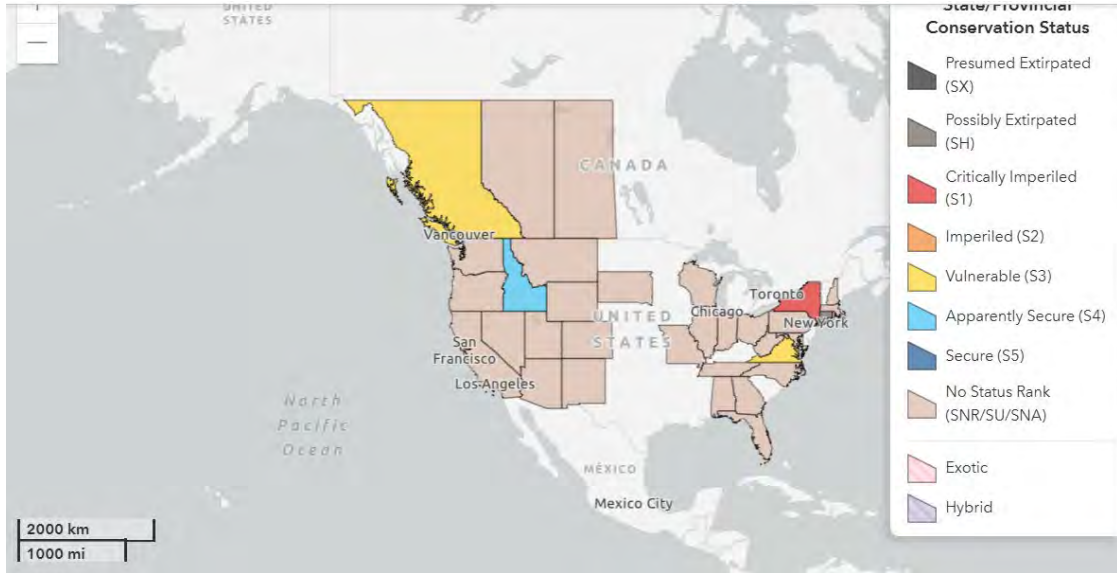 UNITED
STATES
—
CANADA
Vancouver
Toronto
Chicago
New York
UNITED
STATES
San
Francisco
Los Angeles
North
Pacific
Ocean
MÉXICO
Mexico City
2000 km
1000 mi
State/Provincial
Conservation Status
Presumed Extirpated
(SX)
Possibly Extirpated
(SH)
Critically Imperiled
(S1)
Imperiled (S2)
Vulnerable (S3)
Apparently Secure (S4)
Secure (S5)
No Status Rank
(SNR/SU/SNA)
Exotic
Hybrid